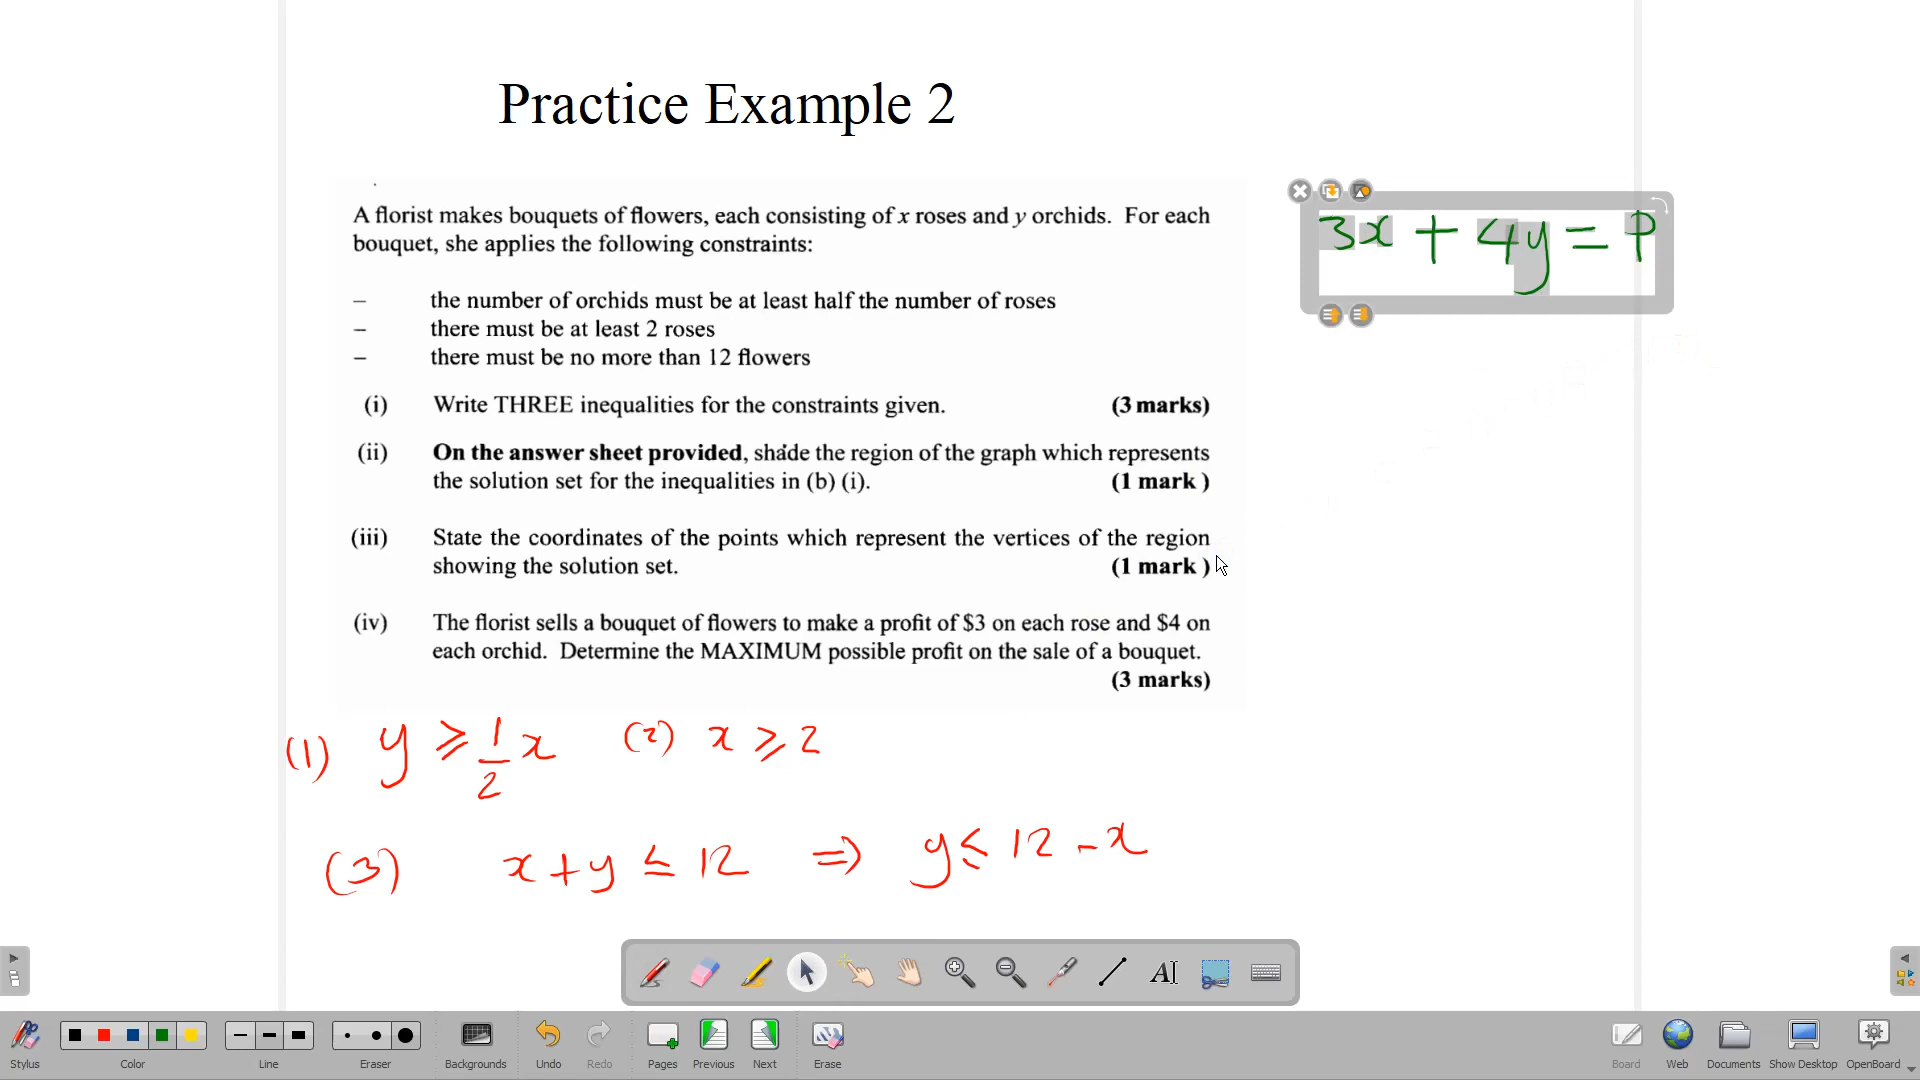 Practice Example 2
A florist makes bouquets of flowers, each consisting of x roses and y orchids. For each
bouquet, she applies the following constraints:
– the number of orchids must be at least half the number of roses
– there must be at least 2 roses
– there must be no more than 12 flowers
(i) Write THREE inequalities for the constraints given. (3 marks)
(ii) On the answer sheet provided, shade the region of the graph which represents
the solution set for the inequalities in (b) (i). (1 mark )
(iii) State the coordinates of the points which represent the vertices of the region
showing the solution set. (1 mark )
(iv) The florist sells a bouquet of flowers to make a profit of $3 on each rose and $4 on
each orchid. Determine the MAXIMUM possible profit on the sale of a bouquet.
(3 marks)
3x + 4y = P
(1) y ≥ 1/2 x (2) x ≥ 2
(3) x + y ≤ 12 ⇒ y ≤ 12 - x
AI
Stylus Color Line Eraser Backgrounds Undo Redo Pages Previous Next Erase Board Web Documents Show Desktop OpenBoard